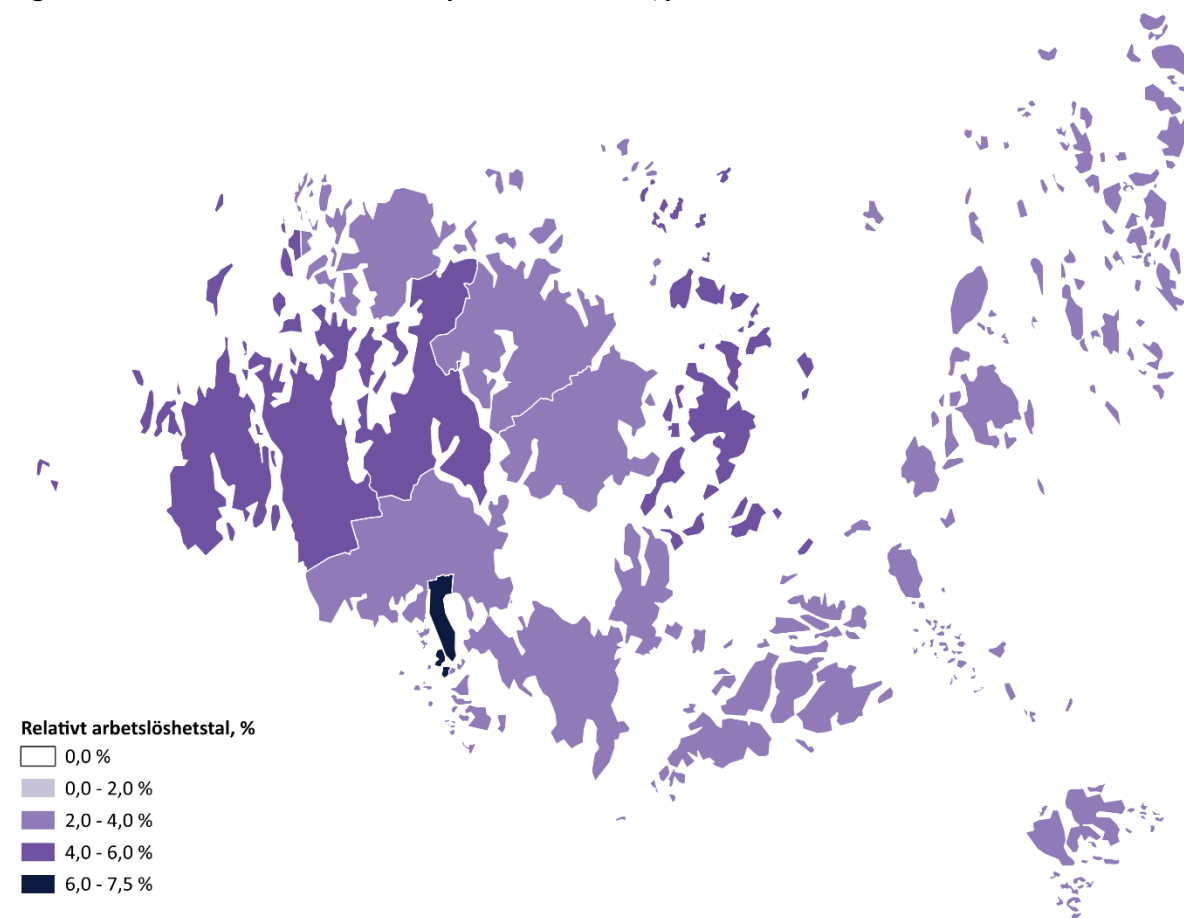 Relativt arbetslöshetstal, %
0,0 %
0,0 - 2,0 %
2,0 - 4,0 %
4,0 - 6,0 %
6,0 - 7,5 %